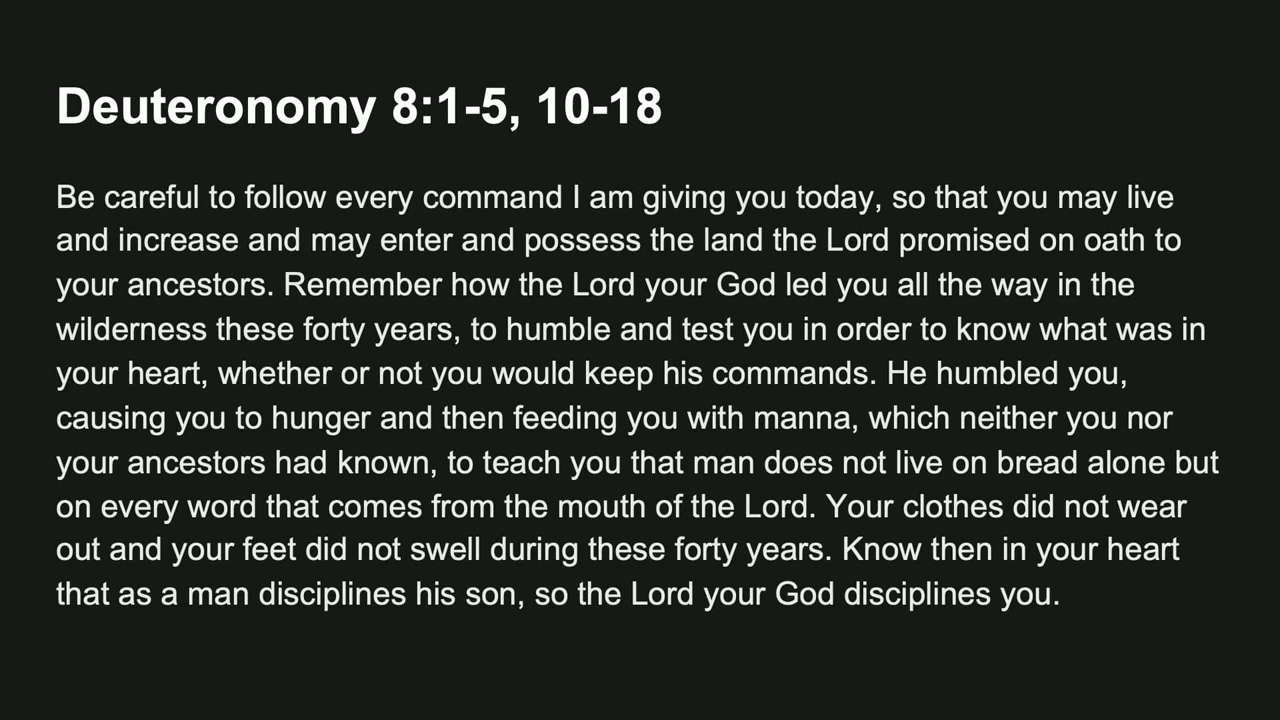 Deuteronomy 8:1-5, 10-18
Be careful to follow every command I am giving you today, so that you may live
and increase and may enter and possess the land the Lord promised on oath to
your ancestors. Remember how the Lord your God led you all the way in the
wilderness these forty years, to humble and test you in order to know what was in
your heart, whether or not you would keep his commands. He humbled you,
causing you to hunger and then feeding you with manna, which neither you nor
your ancestors had known, to teach you that man does not live on bread alone but
on every word that comes from the mouth of the Lord. Your clothes did not wear
out and your feet did not swell during these forty years. Know then in your heart
that as a man disciplines his son, so the Lord your God disciplines you.